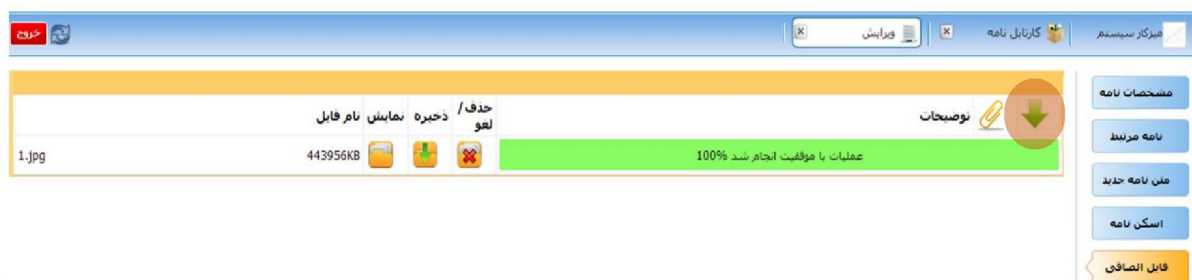 میزکار سیستم
کارتابل نامه
ویرایش
خروج
مشخصات نامه
نامه مرتبط
متن نامه جدید
اسکن نامه
فایل الصاقی
توضیحات
حذف/
لغو
ذخیره
نمایش
نام فایل
عملیات با موفقیت انجام شد 100%
443956KB
1.jpg